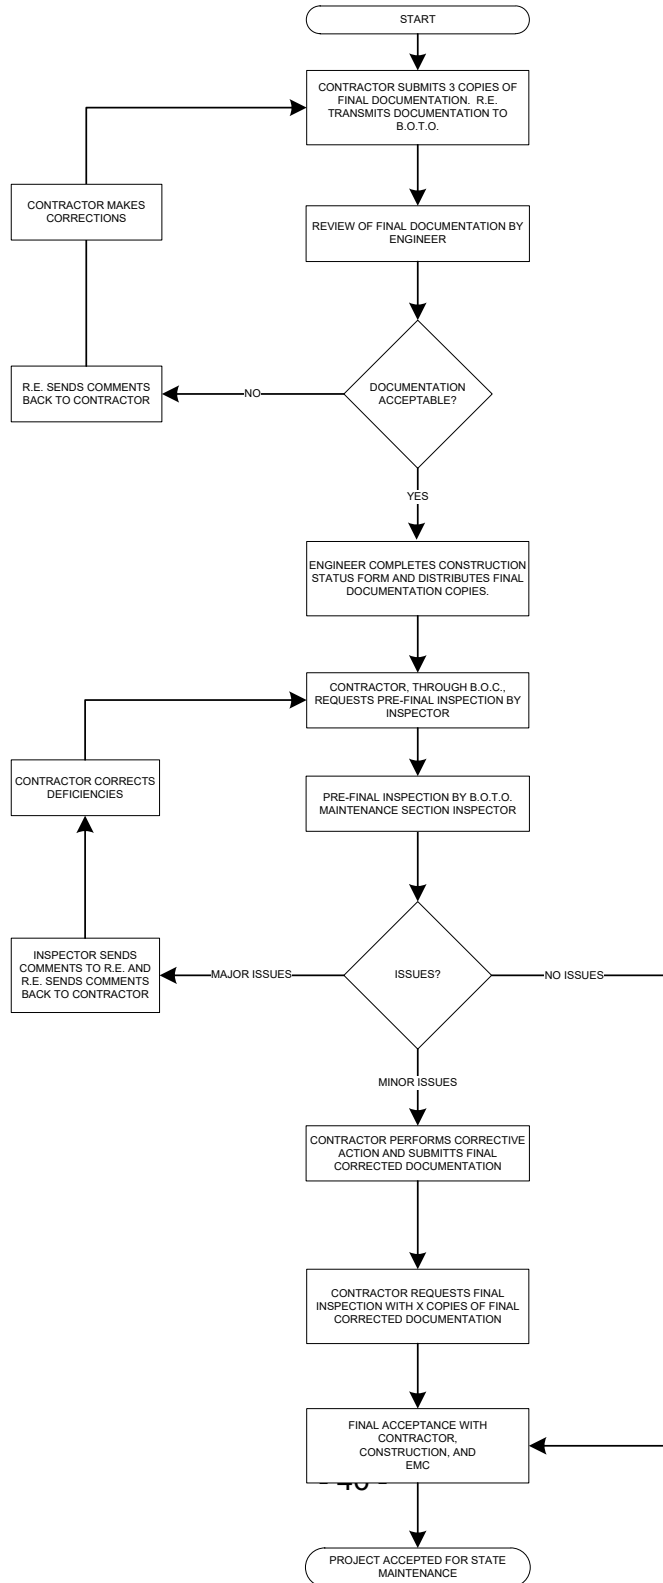 START
CONTRACTOR SUBMITS 3 COPIES OF
FINAL DOCUMENTATION.  R.E.
TRANSMITS DOCUMENTATION TO
B.O.T.O.
CONTRACTOR MAKES
CORRECTIONS
REVIEW OF FINAL DOCUMENTATION BY
ENGINEER
R.E. SENDS COMMENTS
BACK TO CONTRACTOR
NO
DOCUMENTATION
ACCEPTABLE?
YES
ENGINEER COMPLETES CONSTRUCTION
STATUS FORM AND DISTRIBUTES FINAL
DOCUMENTATION COPIES.
CONTRACTOR, THROUGH B.O.C.,
REQUESTS PRE-FINAL INSPECTION BY
INSPECTOR
CONTRACTOR CORRECTS
DEFICIENCIES
PRE-FINAL INSPECTION BY B.O.T.O.
MAINTENANCE SECTION INSPECTOR
INSPECTOR SENDS
COMMENTS TO R.E. AND
R.E. SENDS COMMENTS
BACK TO CONTRACTOR
MAJOR ISSUES
ISSUES?
NO ISSUES
MINOR ISSUES
CONTRACTOR PERFORMS CORRECTIVE
ACTION AND SUBMITTS FINAL
CORRECTED DOCUMENTATION
CONTRACTOR REQUESTS FINAL
INSPECTION WITH X COPIES OF FINAL
CORRECTED DOCUMENTATION
FINAL ACCEPTANCE WITH
CONTRACTOR,
CONSTRUCTION, AND
EMC
PROJECT ACCEPTED FOR STATE
MAINTENANCE